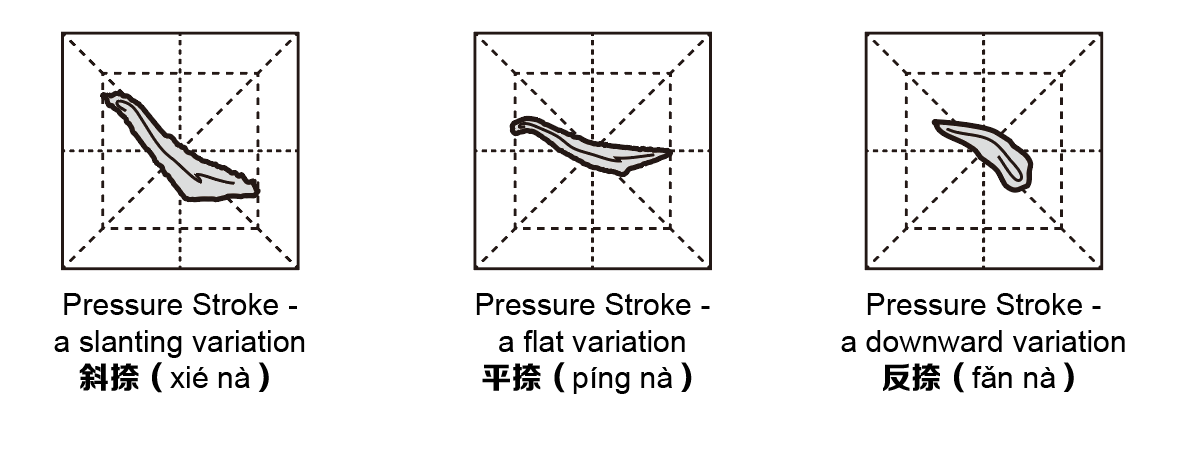 Pressure Stroke -
a slanting variation
斜捺（xié nà）
Pressure Stroke -
a flat variation
平捺（píng nà）
Pressure Stroke -
a downward variation
反捺（fǎn nà）